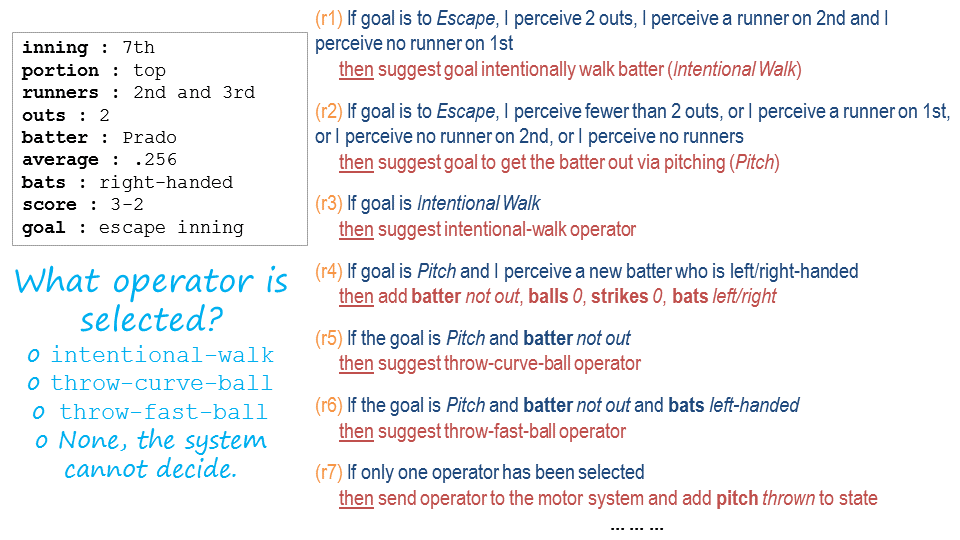 inning : 7th
portion : top
runners : 2nd and 3rd
outs : 2
batter : Prado
average : .256
bats : right-handed
score : 3-2
goal : escape inning
What operator is
selected?
o intentional-walk
o throw-curve-ball
o throw-fast-ball
o None, the system
cannot decide.
(r1) If goal is to Escape, I perceive 2 outs, I perceive a runner on 2nd and I
perceive no runner on 1st
then suggest goal intentionally walk batter (Intentional Walk)
(r2) If goal is to Escape, I perceive fewer than 2 outs, or I perceive a runner on 1st,
or I perceive no runner on 2nd, or I perceive no runners
then suggest goal to get the batter out via pitching (Pitch)
(r3) If goal is Intentional Walk
then suggest intentional-walk operator
(r4) If goal is Pitch and I perceive a new batter who is left/right-handed
then add batter not out, balls 0, strikes 0, bats left/right
(r5) If the goal is Pitch and batter not out
then suggest throw-curve-ball operator
(r6) If the goal is Pitch and batter not out and bats left-handed
then suggest throw-fast-ball operator
(r7) If only one operator has been selected
then send operator to the motor system and add pitch thrown to state
... ... ...